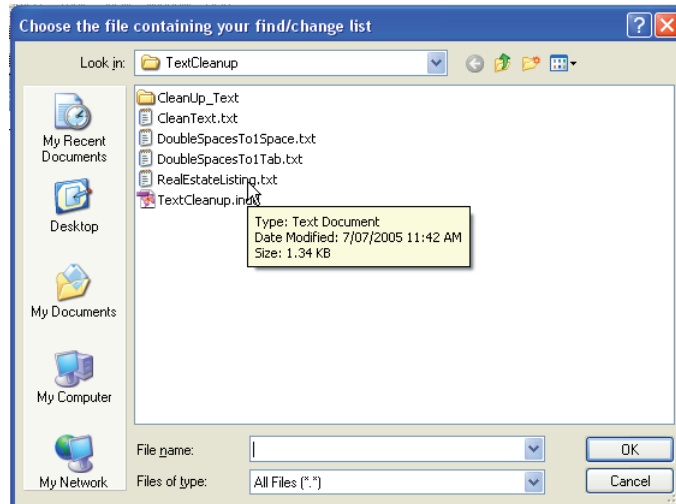 Choose the file containing your find/change list
Look in: TextCleanup
My Recent
Documents
Desktop
My Documents
My Computer
My Network
CleanUp_Text
CleanText.txt
DoubleSpacesTo1Space.txt
DoubleSpacesTo1Tab.txt
RealEstateListing.txt
TextCleanup.indd
Type: Text Document
Date Modified: 7/07/2005 11:42 AM
Size: 1.34 KB
File name:
OK
Files of type: All Files (*.*)
Cancel